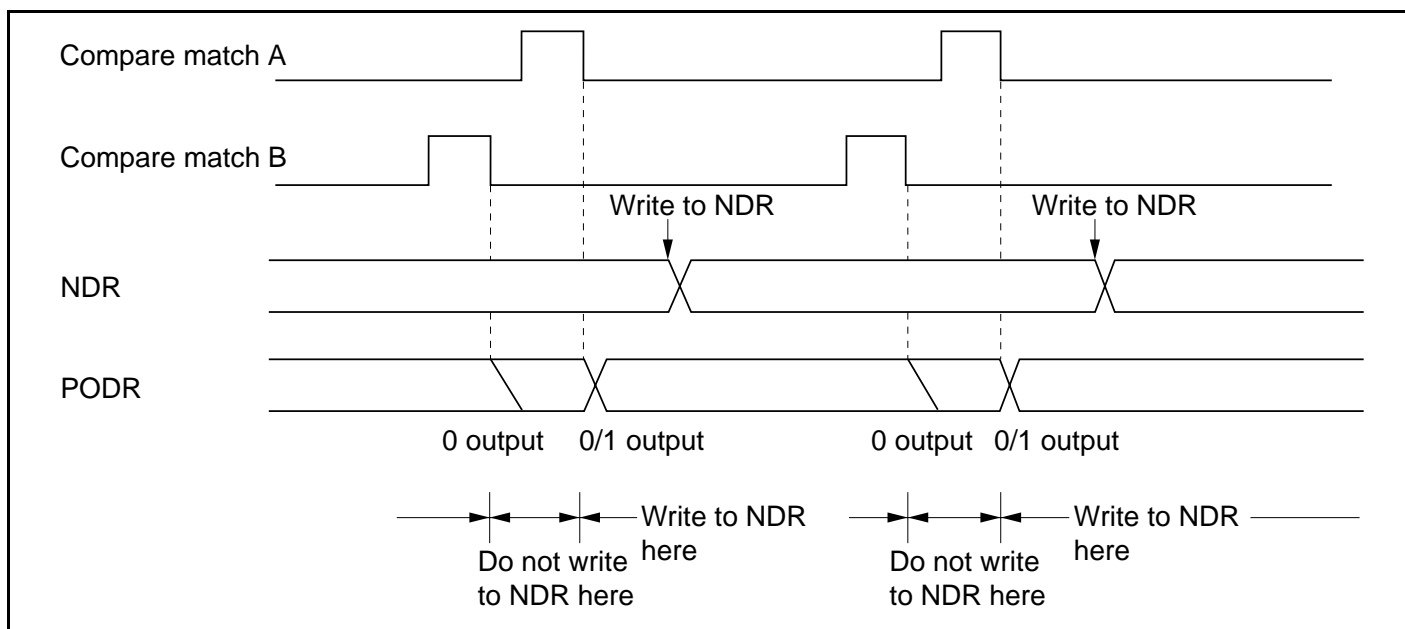 Compare match A
Compare match B
Write to NDR
Write to NDR
NDR
PODR
0 output
0/1 output
0 output
0/1 output
Write to NDR
here
Do not write
to NDR here
Write to NDR
here
Do not write
to NDR here